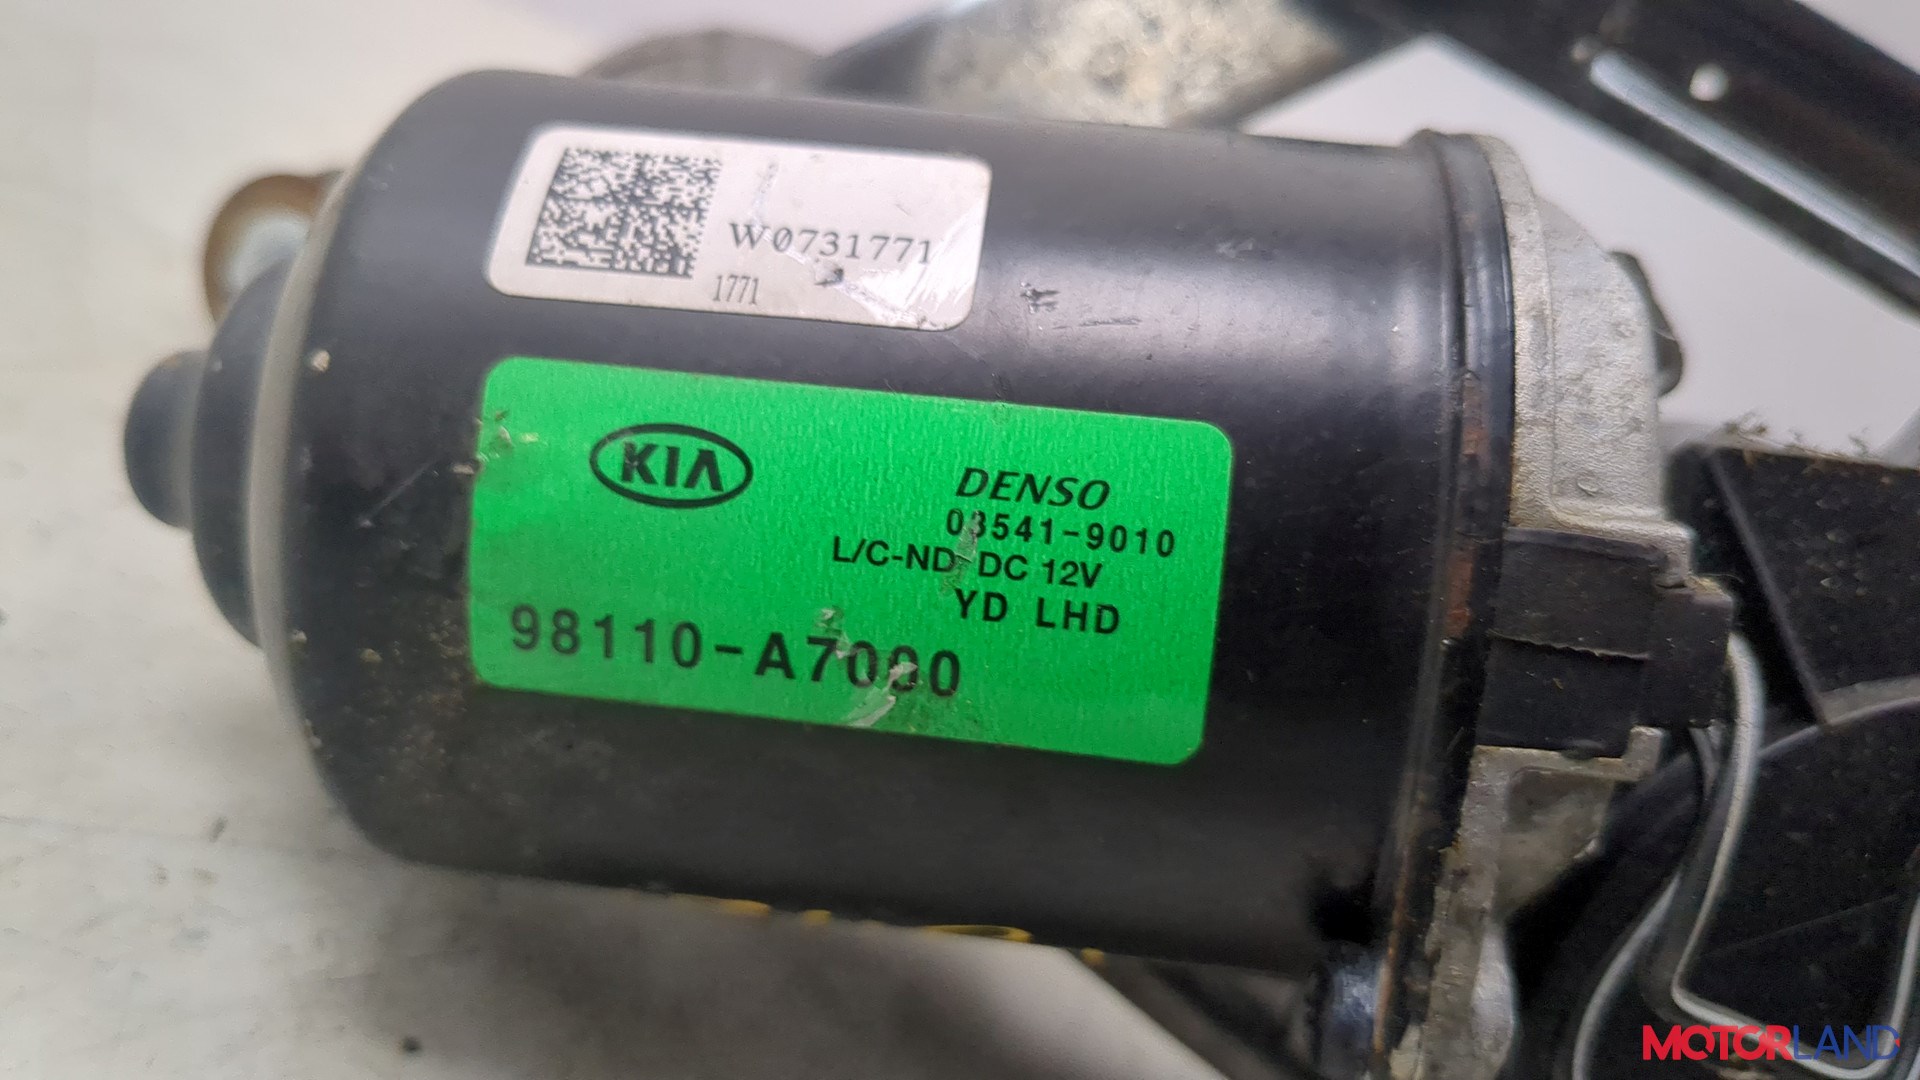 W0731771
1771
KIA
DENSO
03541-9010
L/C-ND DC 12V
YD LHD
98110-A7000
MOTORLAND